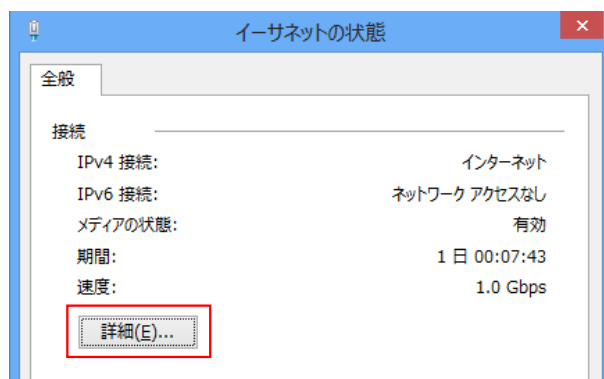 イーサネットの状態
全般
接続
IPv4 接続: インターネット
IPv6 接続: ネットワーク アクセスなし
メディアの状態: 有効
期間: 1 日 00:07:43
速度: 1.0 Gbps
詳細(E)...